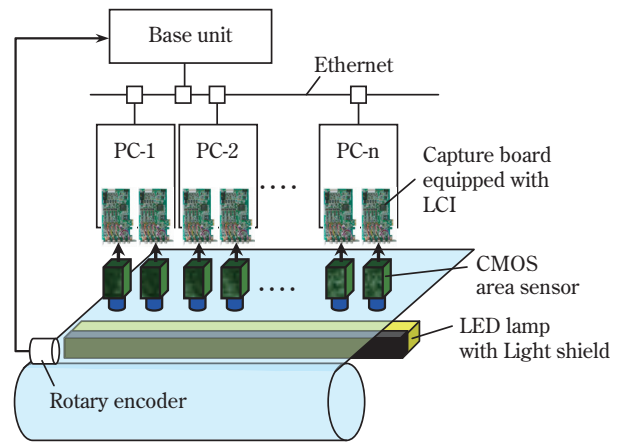 Base unit
Ethernet
PC-1
PC-2
PC-n
....
Capture board
equipped with
LCI
....
CMOS
area sensor
LED lamp
with Light shield
Rotary encoder